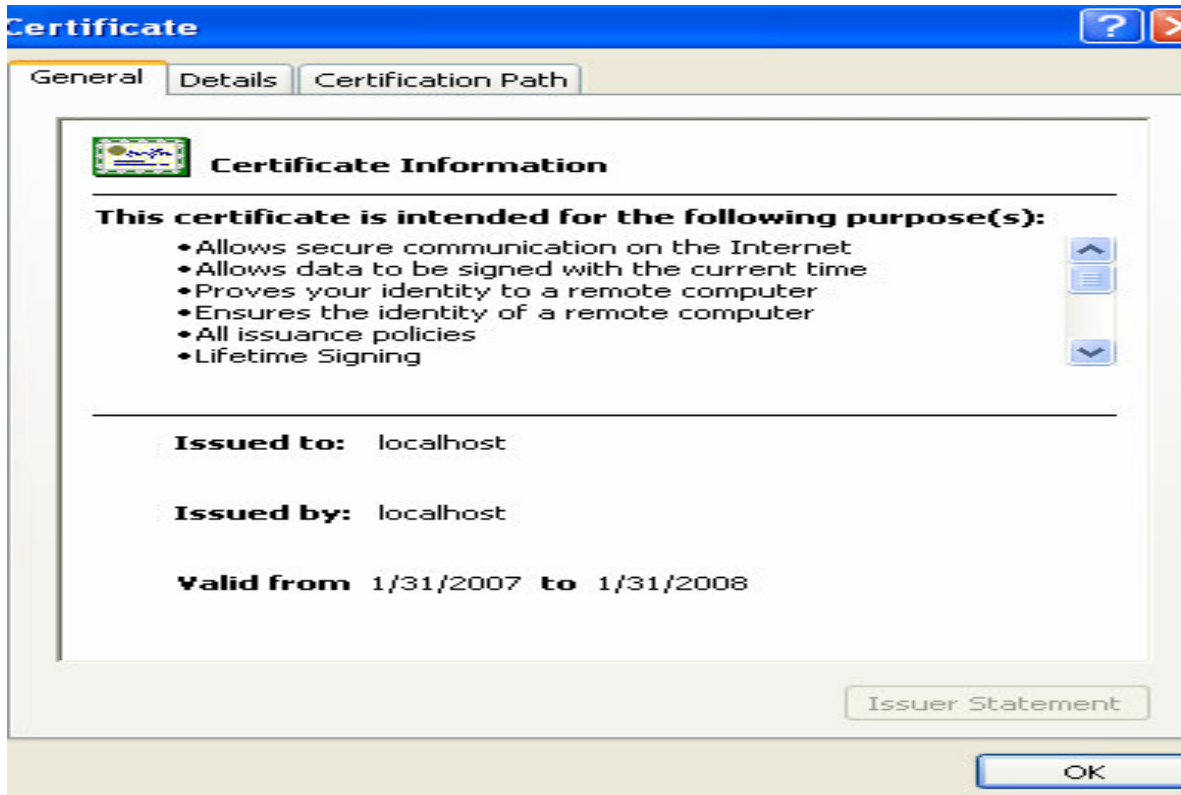 Certificate
?
General Details Certification Path
Certificate Information
This certificate is intended for the following purpose(s):
•Allows secure communication on the Internet
•Allows data to be signed with the current time
•Proves your identity to a remote computer
•Ensures the identity of a remote computer
•All issuance policies
•Lifetime Signing
Issued to: localhost
Issued by: localhost
Valid from 1/31/2007 to 1/31/2008
Issuer Statement
OK